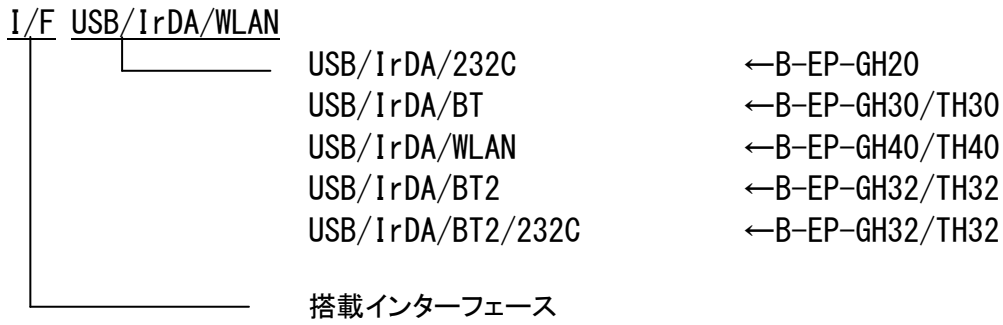 I/F USB/IrDA/WLAN
USB/IrDA/232C ←B-EP-GH20
USB/IrDA/BT ←B-EP-GH30/TH30
USB/IrDA/WLAN ←B-EP-GH40/TH40
USB/IrDA/BT2 ←B-EP-GH32/TH32
USB/IrDA/BT2/232C ←B-EP-GH32/TH32
搭載インターフェース